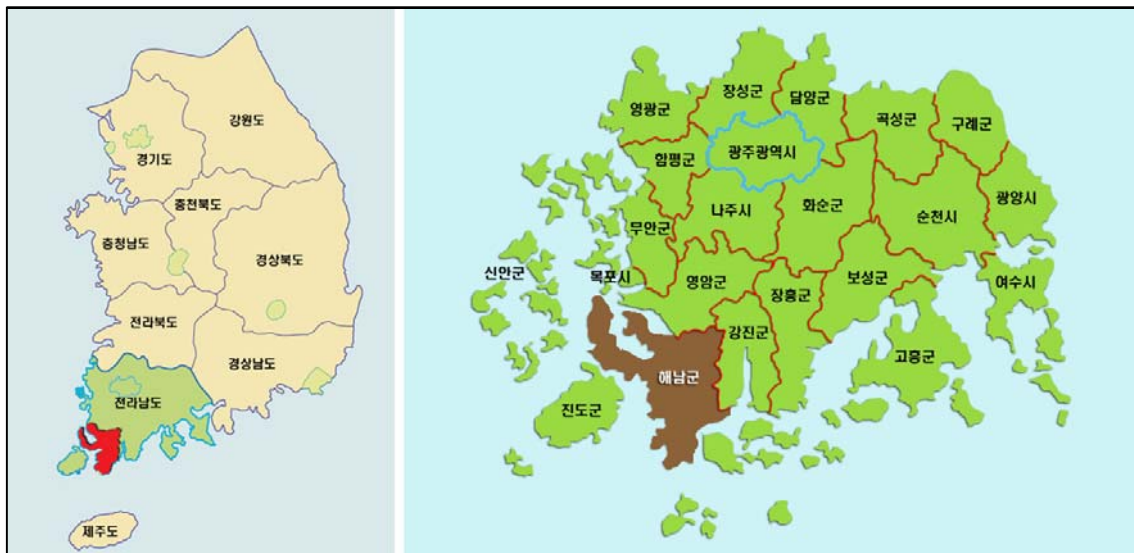 강원도
경기도
충천북도
충청남도
경상북도
전라북도
경상남도
전라남도
제주도
장성군
담양군
영광군
곡성군
구례군
함평군
광주광역시
나주시
화순군
순천시
광양시
무안군
신안군
목포시
영암군
장흥군
보성군
여수시
강진군
고흥군
해남군
진도군